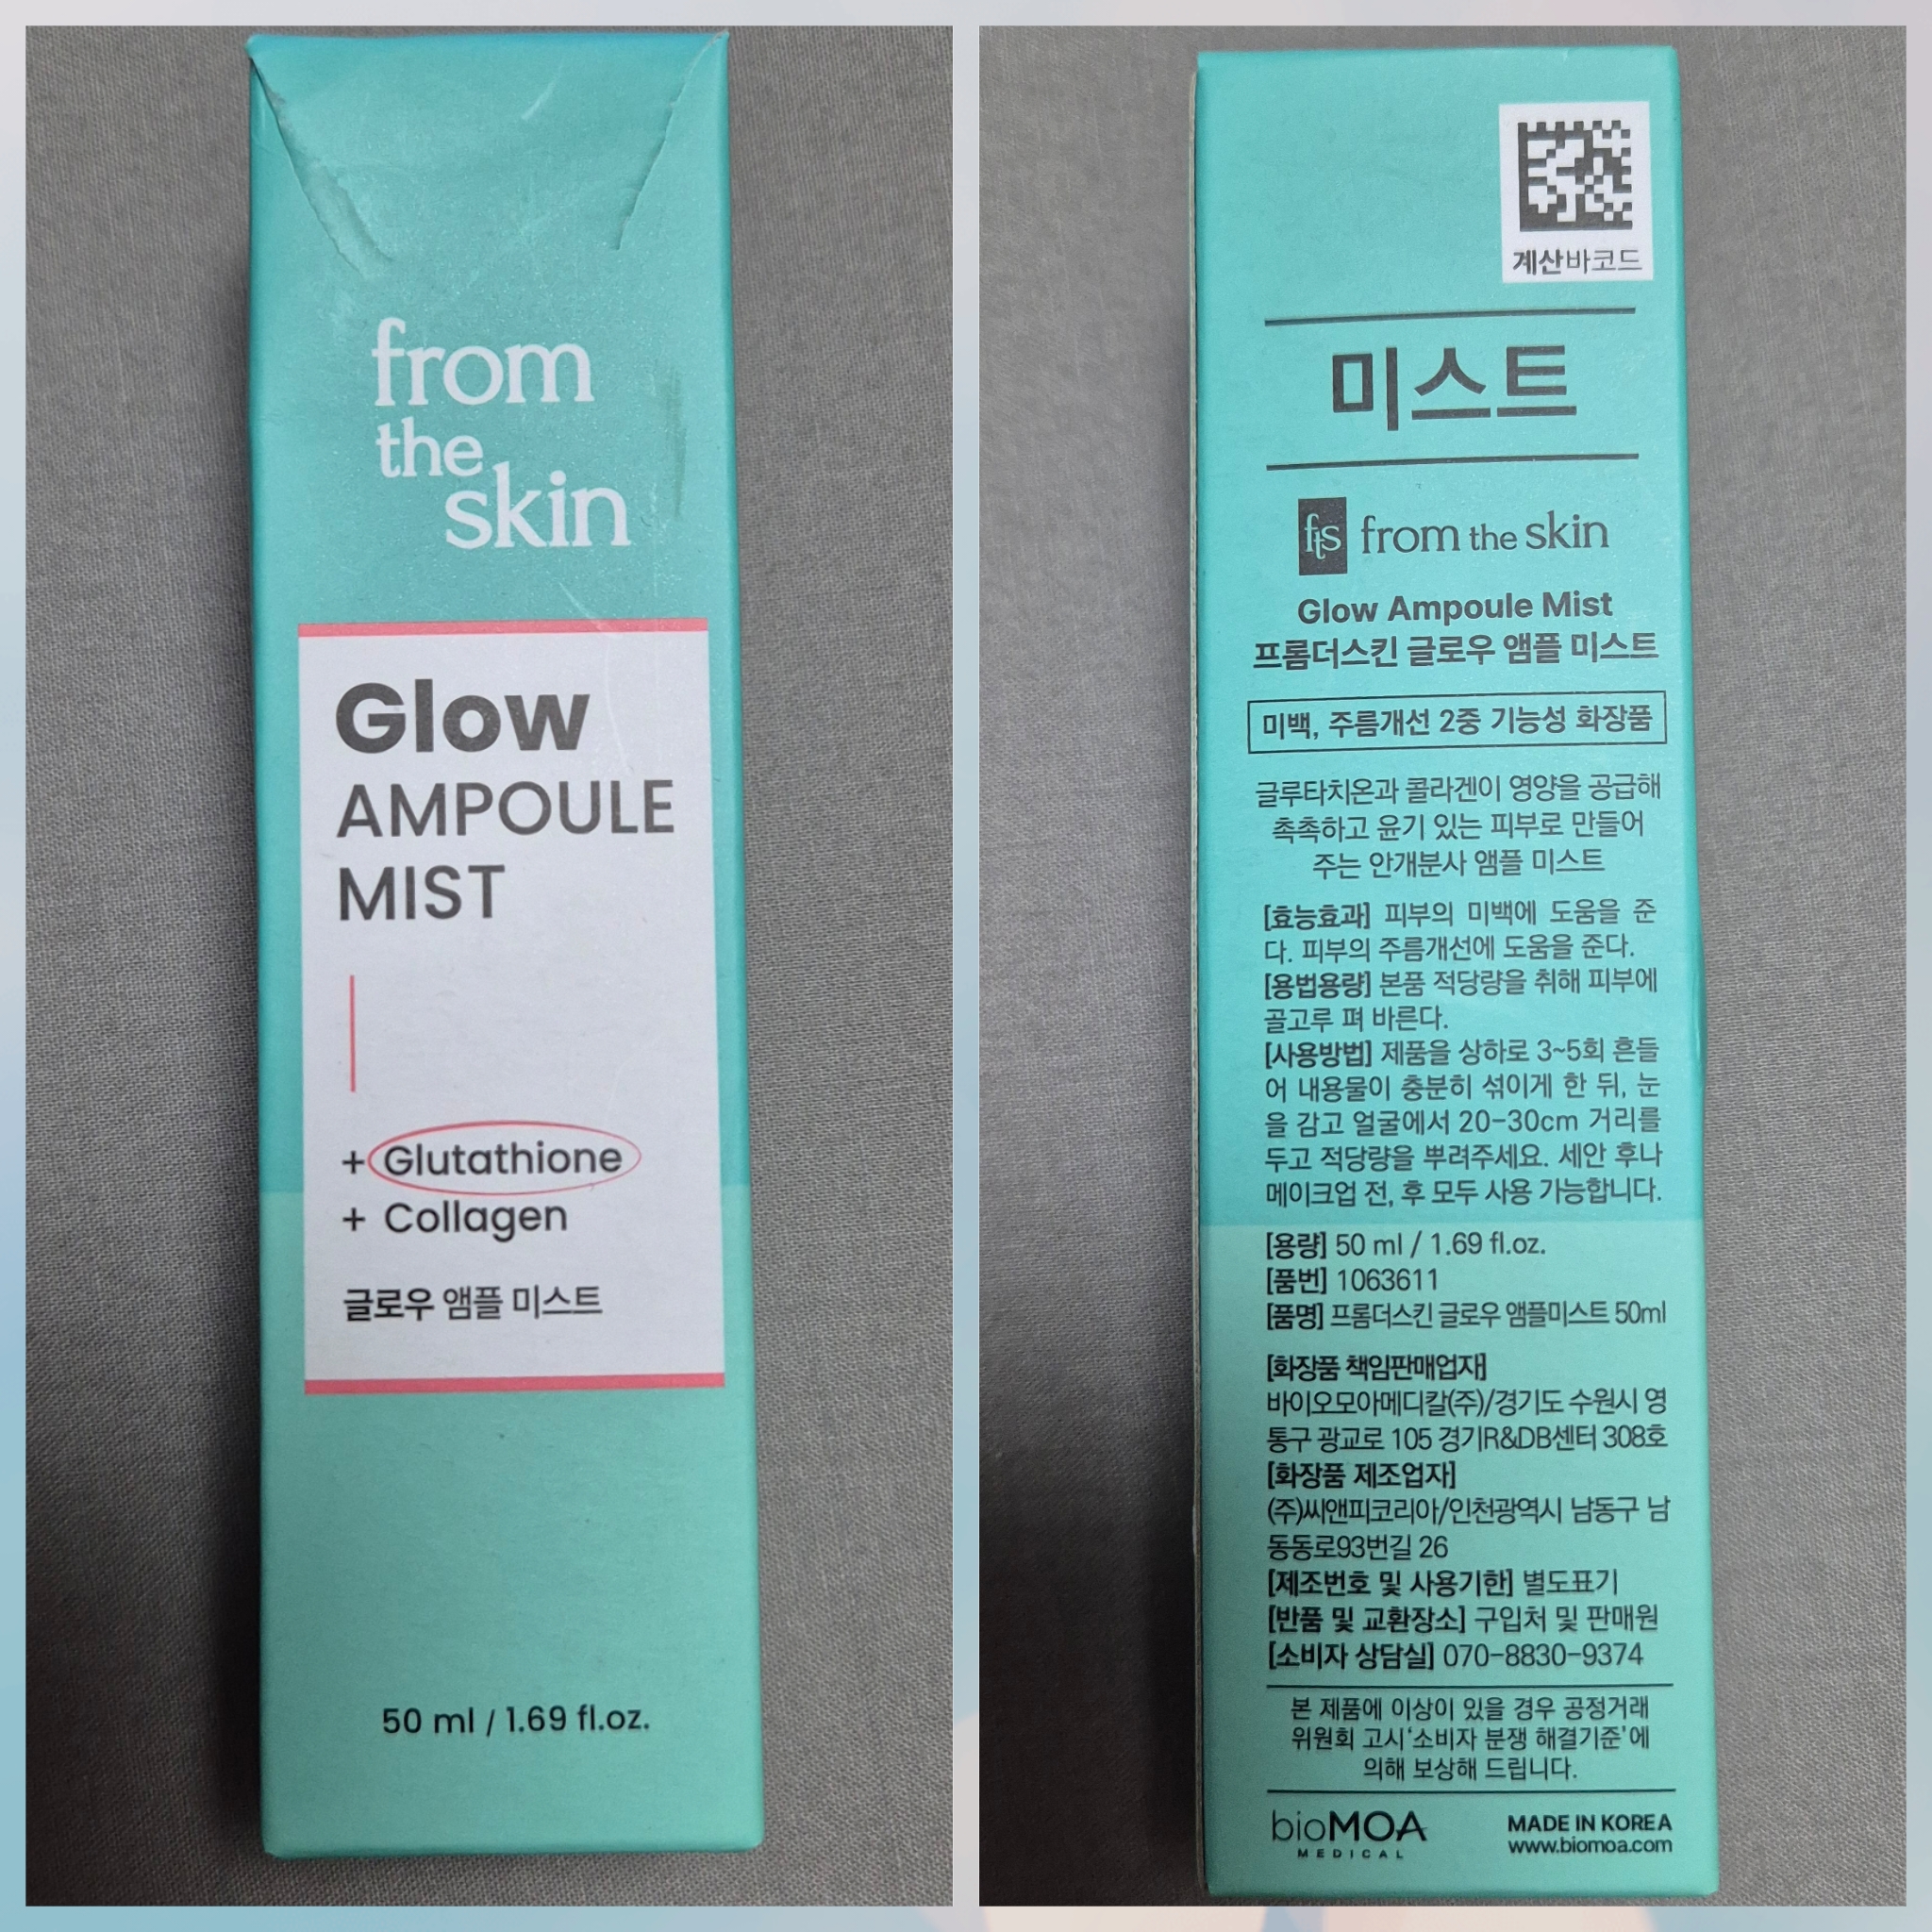 from
the
skin
Glow
AMPOULE
MIST
+ Glutathione
+ Collagen
글로우 앰플 미스트
50 ml / 1.69 fl.oz.
계산바코드
미스트
fts from the skin
Glow Ampoule Mist
프롬더스킨 글로우 앰플 미스트
미백, 주름개선 2중 기능성 화장품
글루타치온과 콜라겐이 영양을 공급해
촉촉하고 윤기 있는 피부로 만들어
주는 안개분사 앰플 미스트
[효능효과] 피부의 미백에 도움을 준
다. 피부의 주름개선에 도움을 준다.
[용법용량] 본품 적당량을 취해 피부에
골고루 펴 바른다.
[사용방법] 제품을 상하로 3~5회 흔들
어 내용물이 충분히 섞이게 한 뒤, 눈
을 감고 얼굴에서 20-30cm 거리를
두고 적당량을 뿌려주세요. 세안 후나
메이크업 전, 후 모두 사용 가능합니다.
[용량] 50 ml / 1.69 fl.oz.
[품번] 1063611
[품명] 프롬더스킨 글로우 앰플미스트 50ml
[화장품 책임판매업자]
바이오모아메디칼(주)/경기도 수원시 영
통구 광교로 105 경기R&DB센터 308호
[화장품 제조업자]
(주)씨앤피코리아/인천광역시 남동구 남
동동로93번길 26
[제조번호 및 사용기한] 별도표기
[반품 및 교환장소] 구입처 및 판매원
[소비자 상담실] 070-8830-9374
본 제품에 이상이 있을 경우 공정거래
위원회 고시'소비자 분쟁 해결기준'에
의해 보상해 드립니다.
bioMOA
MEDICAL
MADE IN KOREA
www.biomoa.com